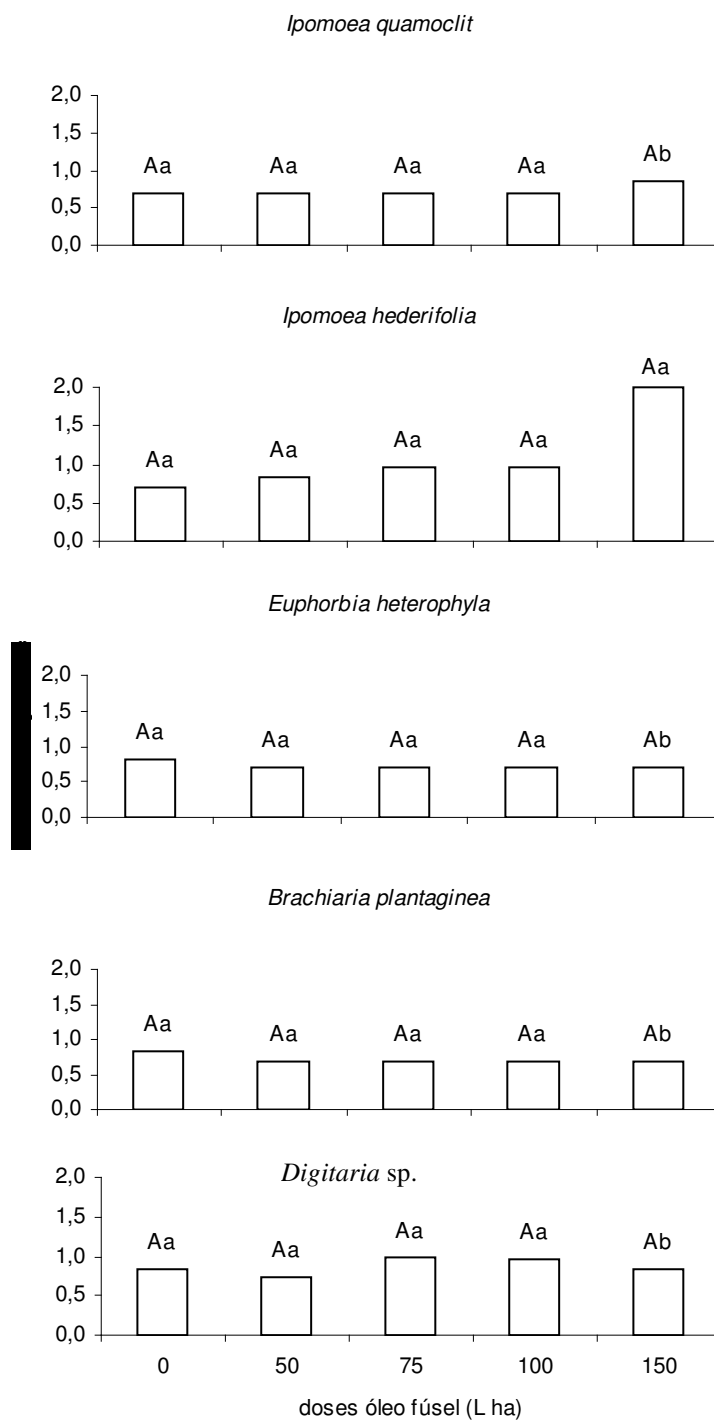 Ipomoea quamoclit
2,0
1,5
1,0
0,5
0,0
Aa Aa Aa Aa Ab
Ipomoea hederifolia
2,0
1,5
1,0
0,5
0,0
Aa Aa Aa Aa Aa
Euphorbia heterophyla
2,0
1,5
1,0
0,5
0,0
Aa Aa Aa Aa Ab
Brachiaria plantaginea
2,0
1,5
1,0
0,5
0,0
Aa Aa Aa Aa Ab
Digitaria sp.
2,0
1,5
1,0
0,5
0,0
Aa Aa Aa Aa Ab
0 50 75 100 150
doses óleo fúsel (L ha)